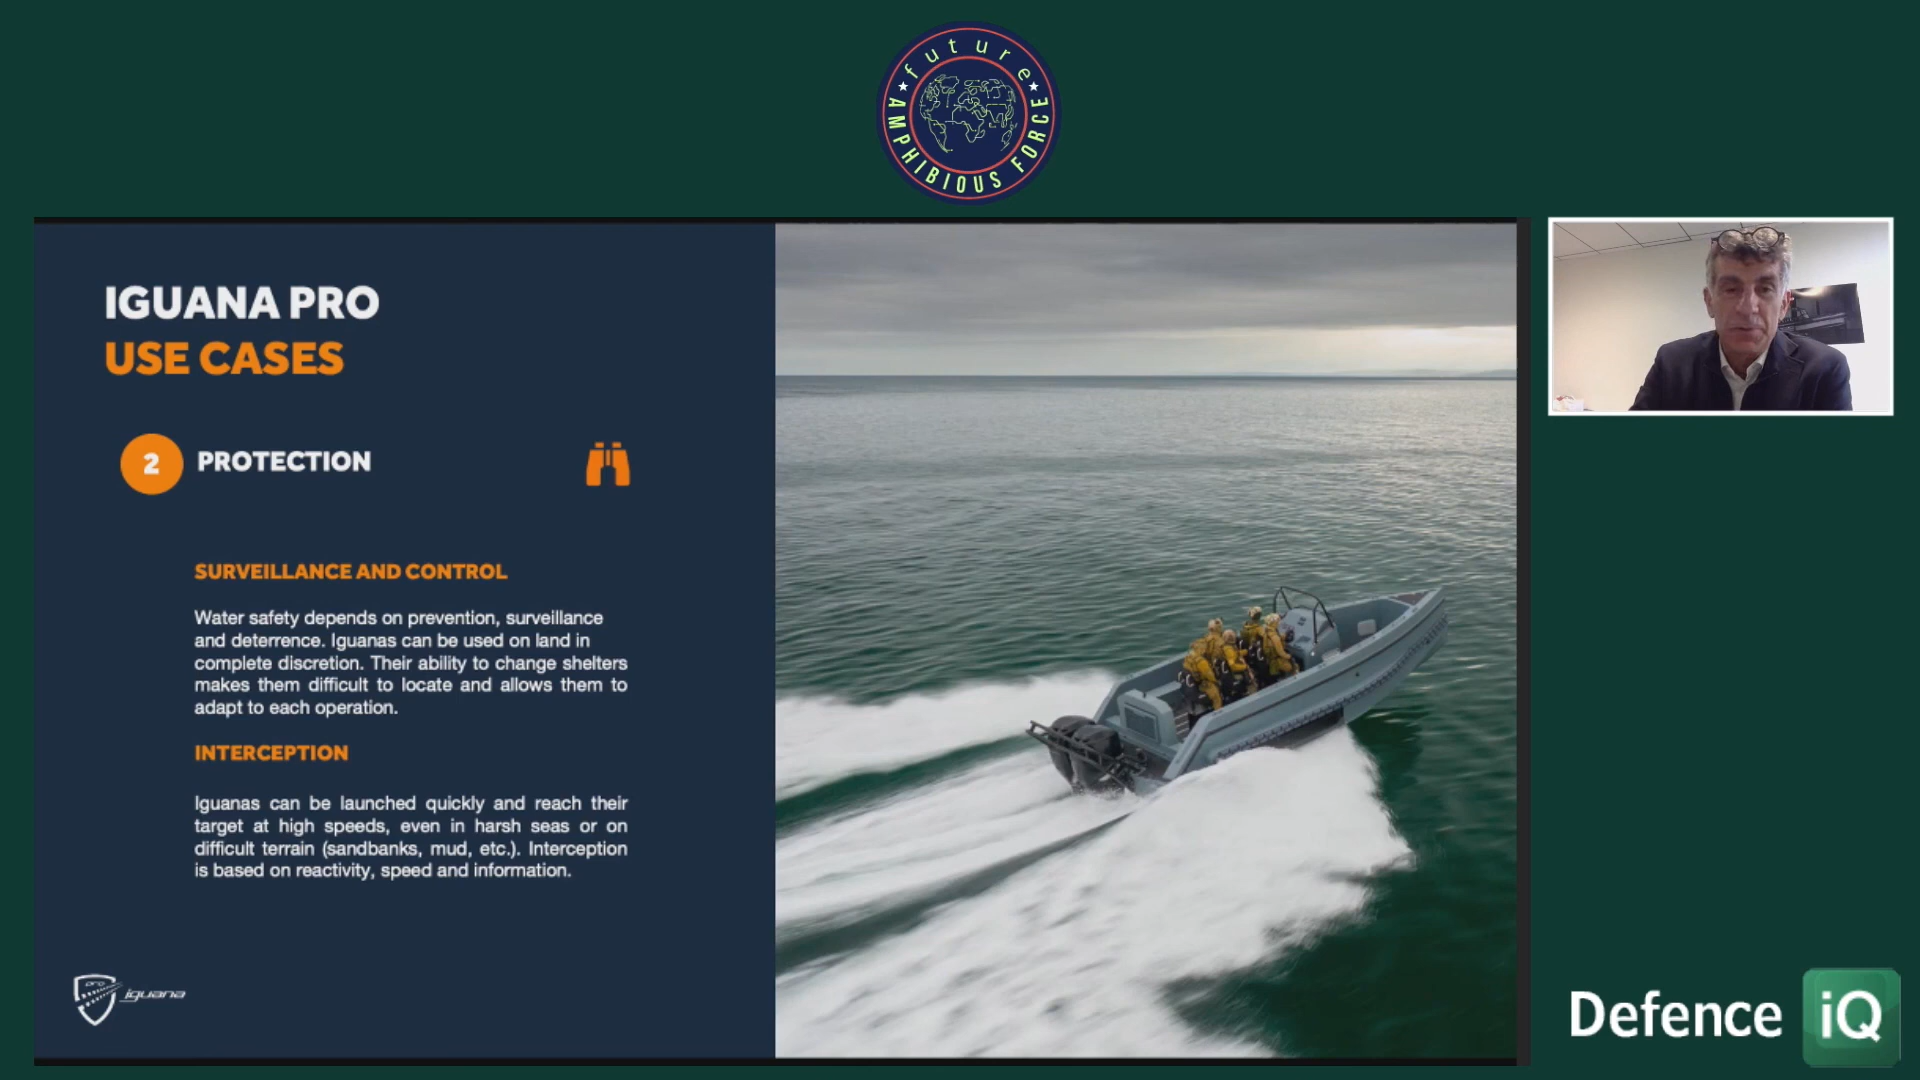 future
AMPHIBIOUS FORCE
IGUANA PRO
USE CASES
2 PROTECTION
SURVEILLANCE AND CONTROL
Water safety depends on prevention, surveillance
and deterrence. Iguanas can be used on land in
complete discretion. Their ability to change shelters
makes them difficult to locate and allows them to
adapt to each operation.
INTERCEPTION
Iguanas can be launched quickly and reach their
target at high speeds, even in harsh seas or on
difficult terrain (sandbanks, mud, etc.). Interception
is based on reactivity, speed and information.
pro
iguana
Defence iQ